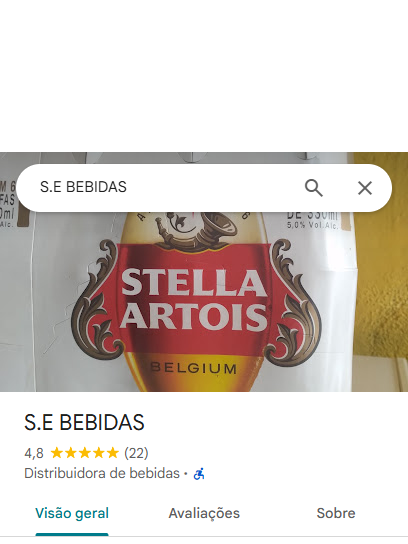 S.E BEBIDAS
M 6
FAS
0ml
Alc.
DE 330ml
5,0% Vol.Alc.
STELLA
ARTOIS
BELGIUM
S.E BEBIDAS
4,8 ★★★★★ (22)
Distribuidora de bebidas ·
Visão geral
Avaliações
Sobre